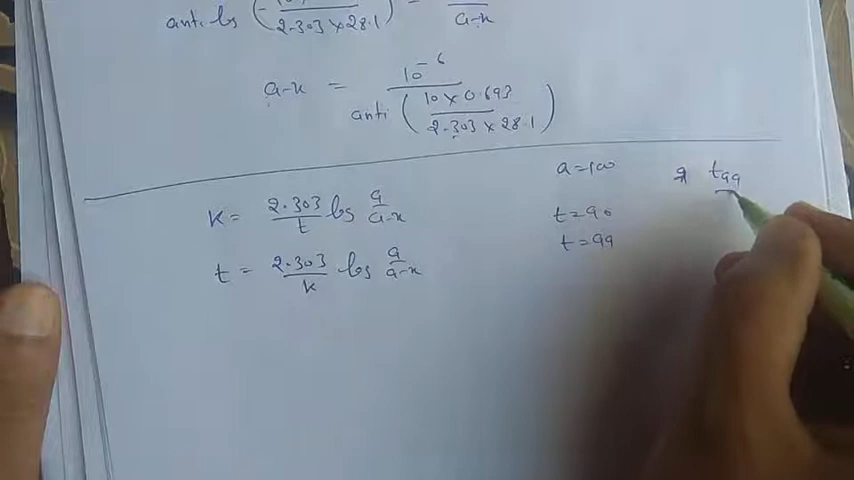 anti log ( - / 2.303 × 28.1 ) = / a-x
a-x = 10^-6 / anti ( 10 × 0.693 / 2.303 × 28.1 )
a = 100
t99
K = 2.303 / t log a / a-x
t = 90
t = 99
t = 2.303 / K log a / a-x